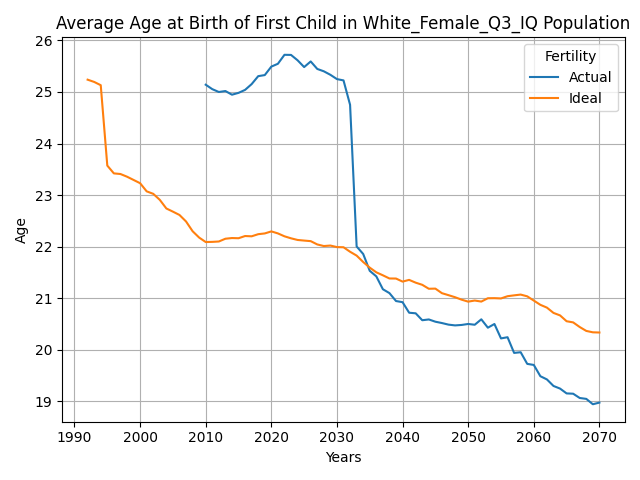 Average Age at Birth of First Child in White_Female_Q3_IQ Population
Fertility
Actual
Ideal
26
25
24
23
22
21
20
19
Age
1990
2000
2010
2020
2030
2040
2050
2060
2070
Years